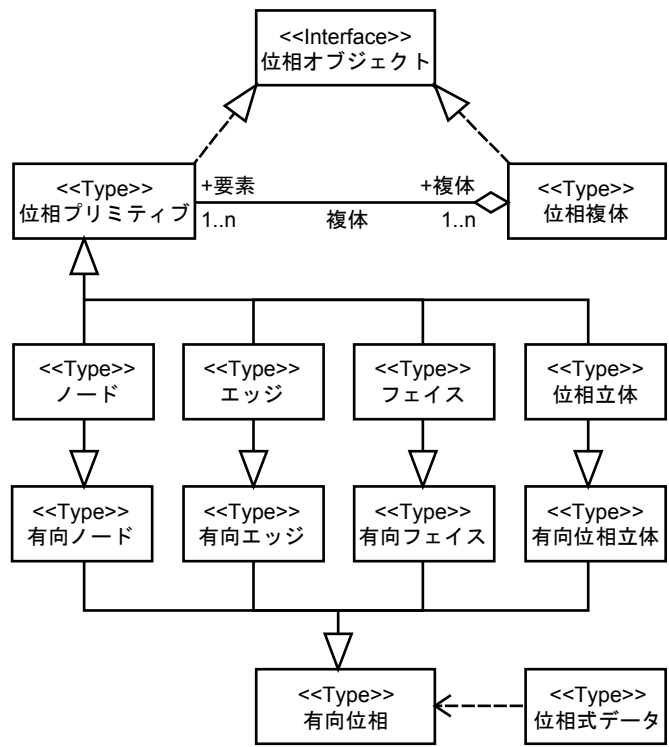 <<Interface>>
位相オブジェクト
<<Type>>
位相プリミティブ
+要素
1..n
複体
+複体
1..n
<<Type>>
位相複体
<<Type>>
ノード
<<Type>>
エッジ
<<Type>>
フェイス
<<Type>>
位相立体
<<Type>>
有向ノード
<<Type>>
有向エッジ
<<Type>>
有向フェイス
<<Type>>
有向位相立体
<<Type>>
有向位相
<<Type>>
位相式データ